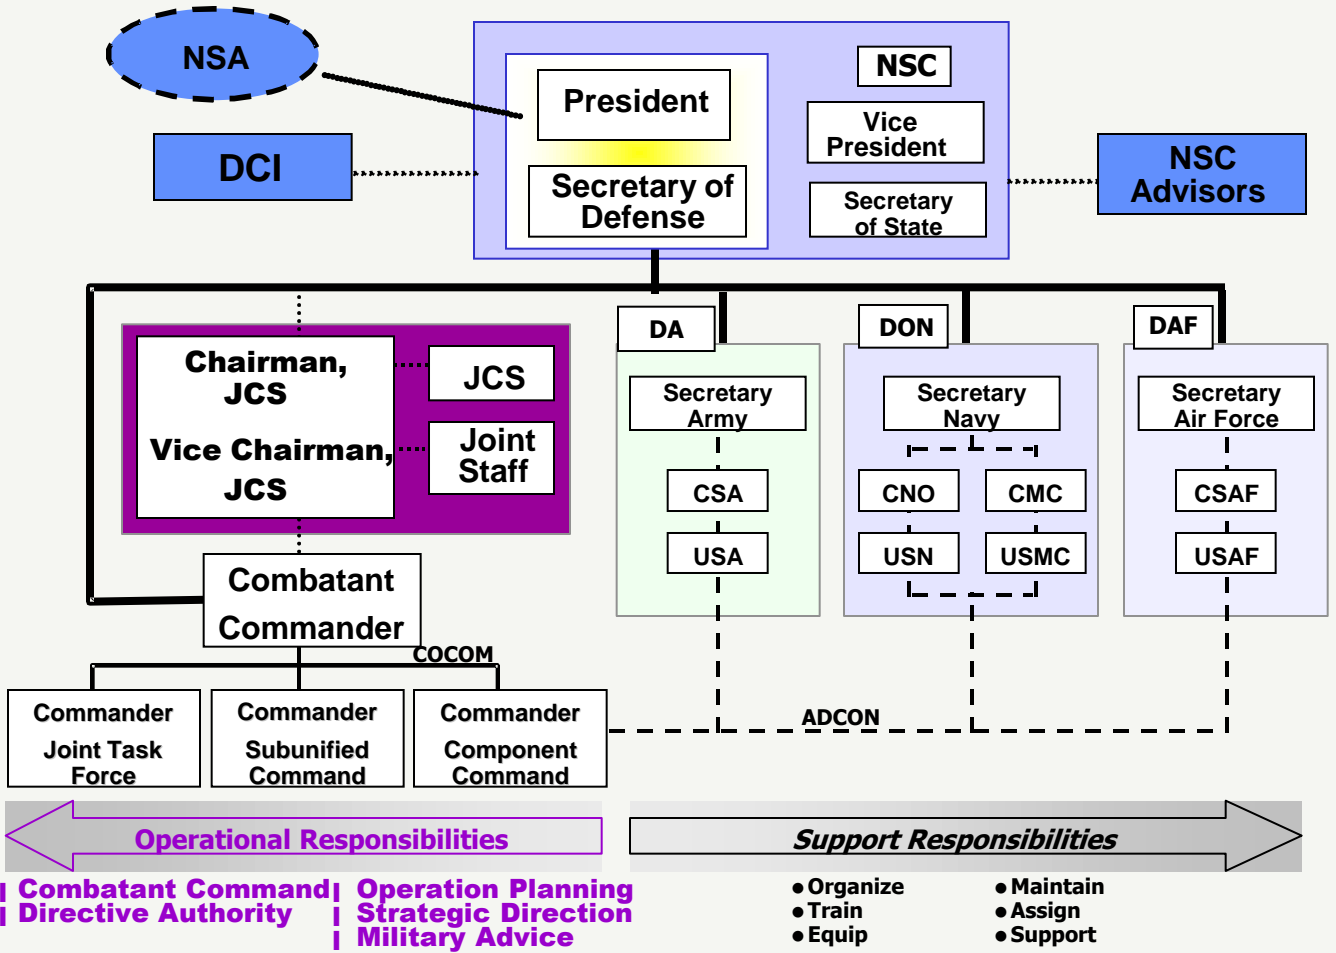 NSA
President
NSC
Vice
President
DCI
Secretary of
Defense
Secretary
of State
NSC
Advisors
DA
DON
DAF
Chairman,
JCS
JCS
Vice Chairman,
JCS
Joint
Staff
Secretary
Army
Secretary
Navy
Secretary
Air Force
CSA
CNO
CMC
CSAF
USA
USN
USMC
USAF
Combatant
Commander
COCOM
Commander
Joint Task
Force
Commander
Subunified
Command
Commander
Component
Command
ADCON
Operational Responsibilities
Support Responsibilities
Combatant Command
Directive Authority
Operation Planning
Strategic Direction
Military Advice
• Organize
• Train
• Equip
• Maintain
• Assign
• Support